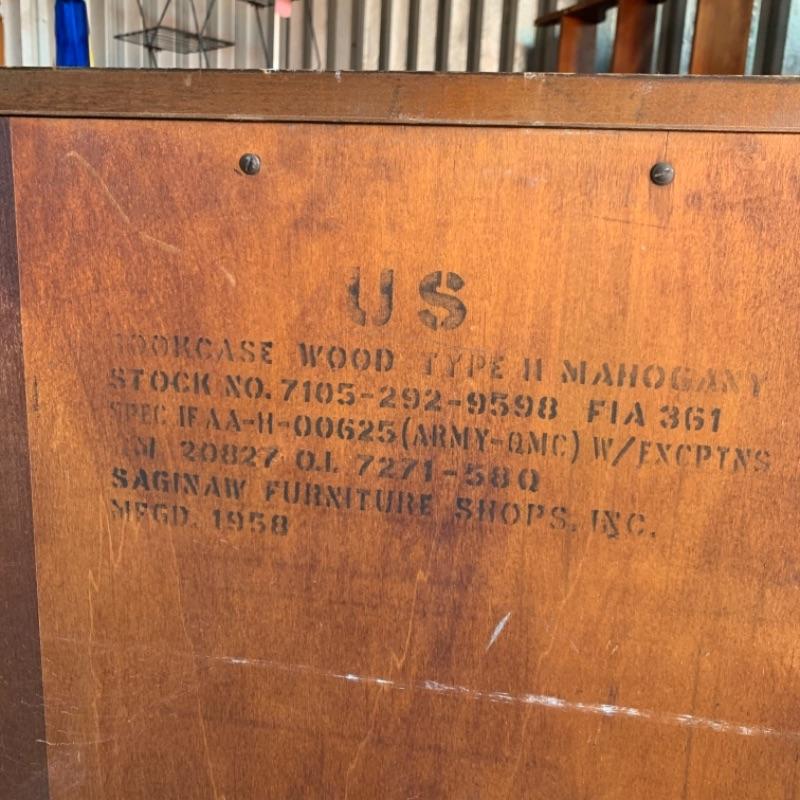 US
BOOKCASE WOOD TYPE II MAHOGANY
STOCK NO. 7105-292-9598 FIA 361
SPEC IFAA-H-00625(ARMY-QMC) W/EXCPTNS
20827 O.I. 7271-58Q
SAGINAW FURNITURE SHOPS, INC.
MFGD. 1958